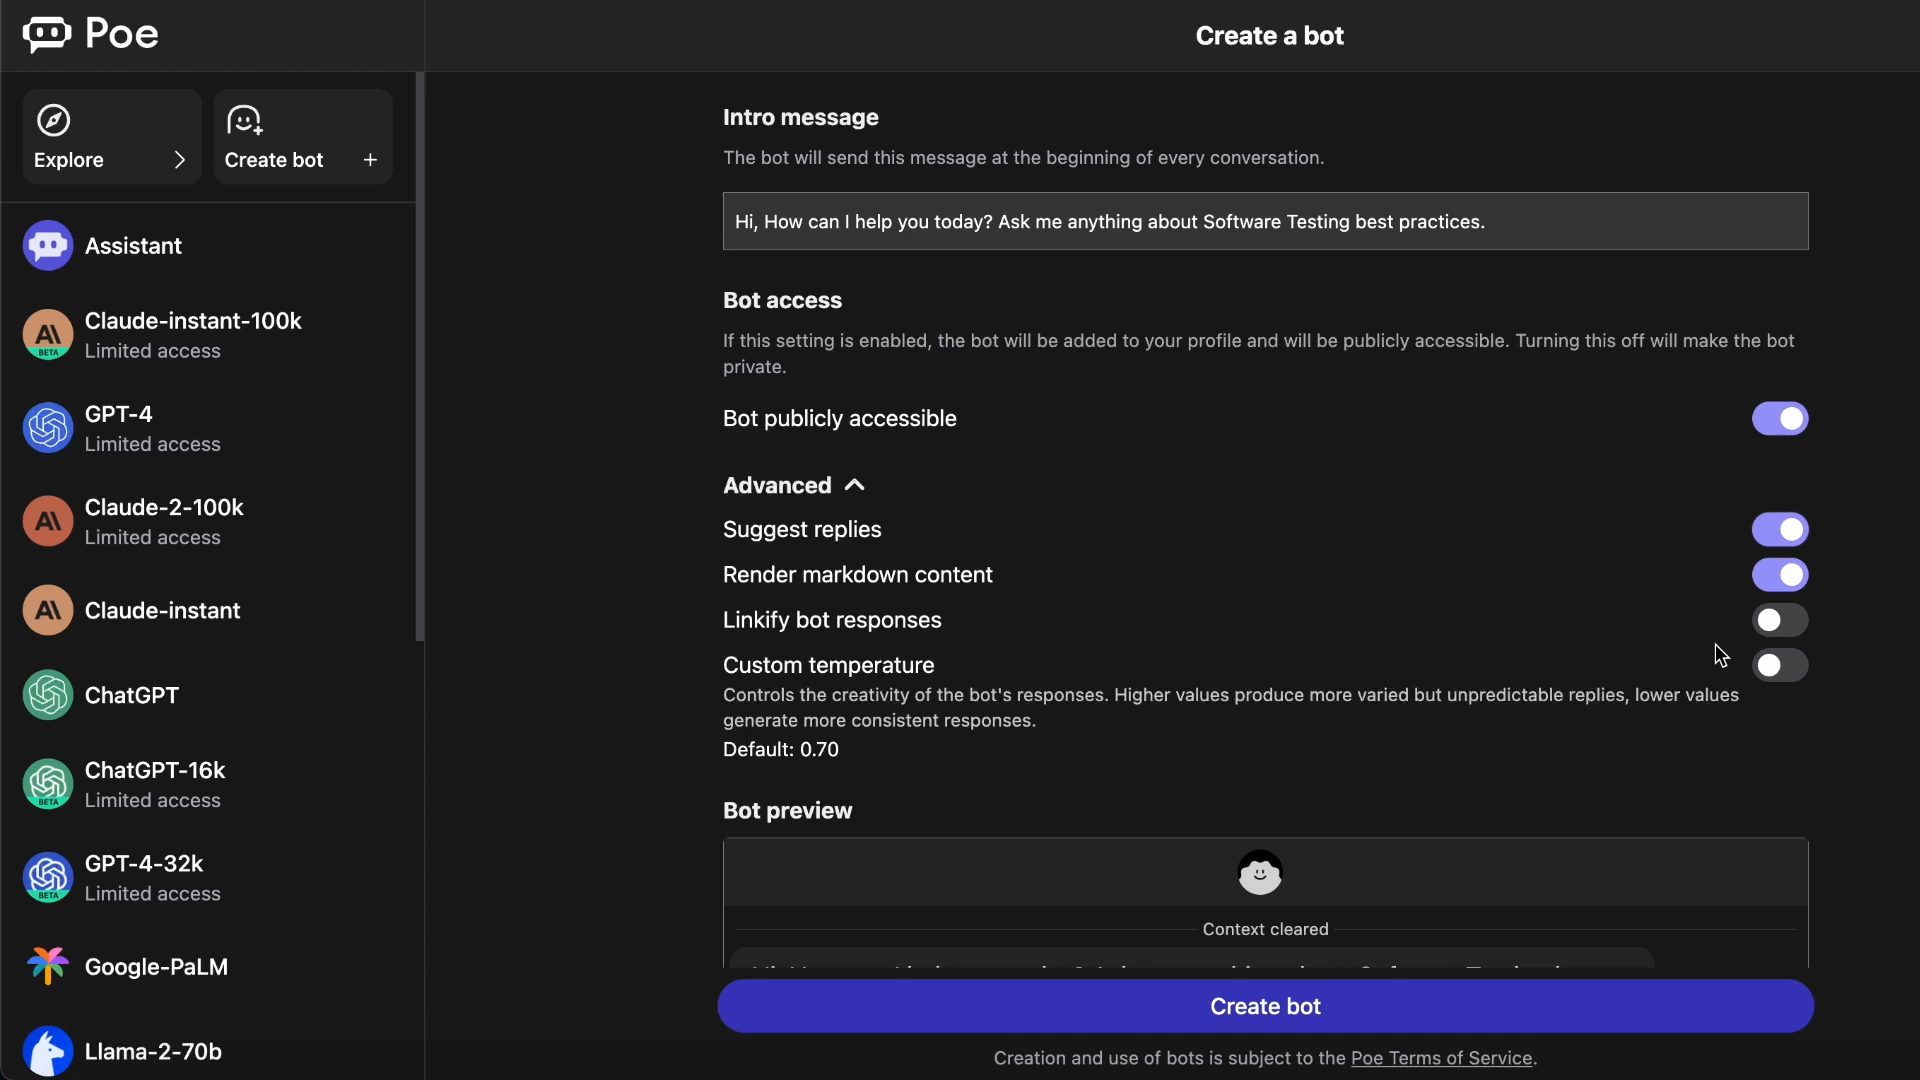 Poe
Create a bot
Explore
Create bot
Assistant
Claude-instant-100k
Limited access
BETA
GPT-4
Limited access
Claude-2-100k
Limited access
Claude-instant
ChatGPT
ChatGPT-16k
Limited access
BETA
GPT-4-32k
Limited access
BETA
Google-PaLM
Llama-2-70b
Intro message
The bot will send this message at the beginning of every conversation.
Hi, How can I help you today? Ask me anything about Software Testing best practices.
Bot access
If this setting is enabled, the bot will be added to your profile and will be publicly accessible. Turning this off will make the bot
private.
Bot publicly accessible
Advanced
Suggest replies
Render markdown content
Linkify bot responses
Custom temperature
Controls the creativity of the bot's responses. Higher values produce more varied but unpredictable replies, lower values
generate more consistent responses.
Default: 0.70
Bot preview
Context cleared
Create bot
Creation and use of bots is subject to the Poe Terms of Service.